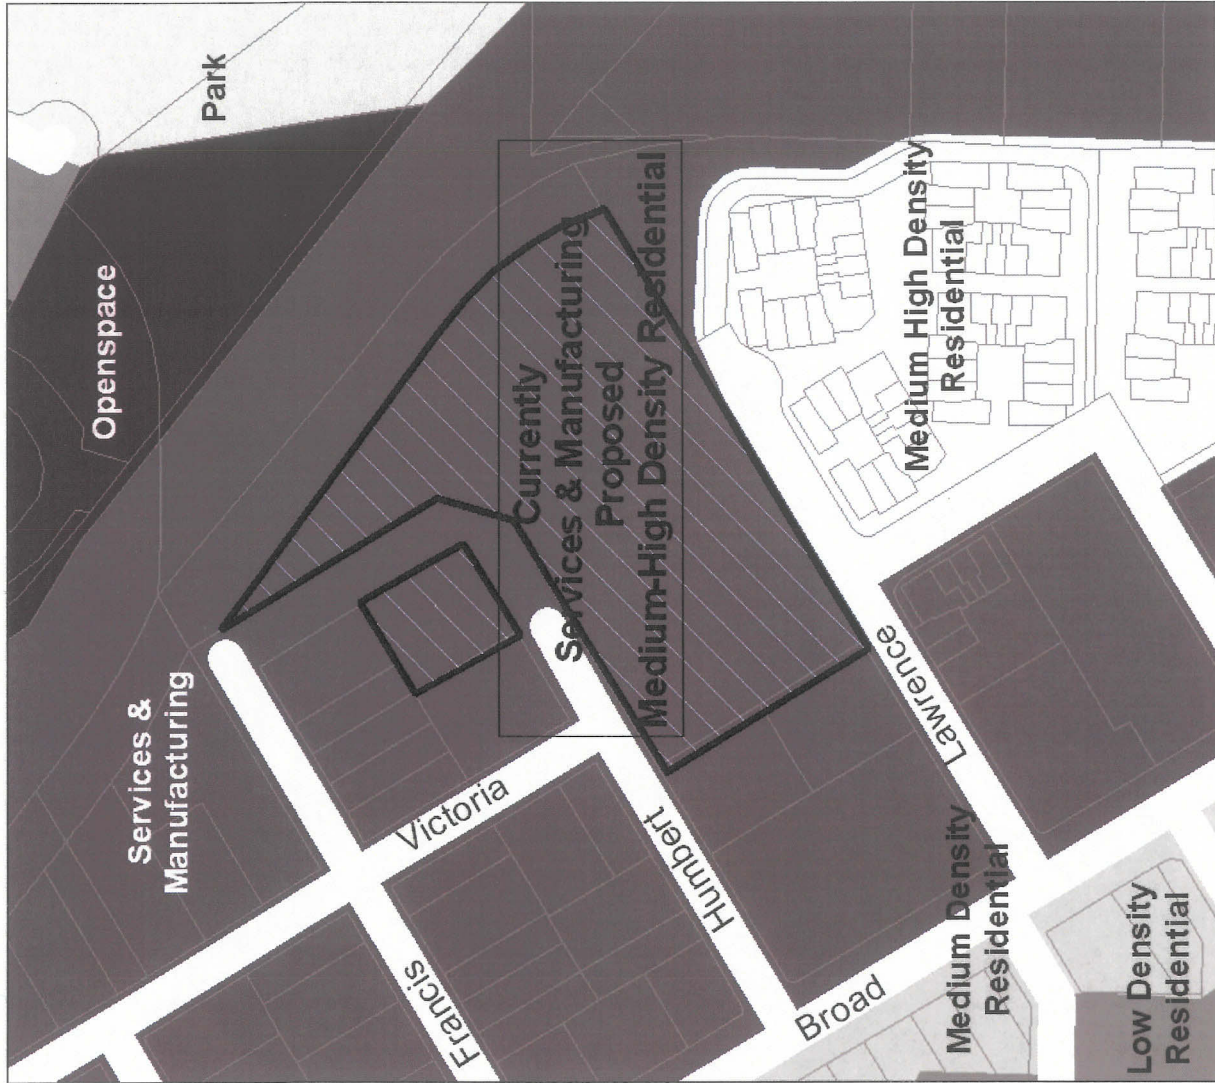 Park
Openspace
Services &
Manufacturing
Currently
Services & Manufacturing
Proposed
Medium-High Density Residential
Medium High Density
Residential
Victoria
Francis
Humbert
Lawrence
Broad
Medium Density
Residential
Low Density
Residential